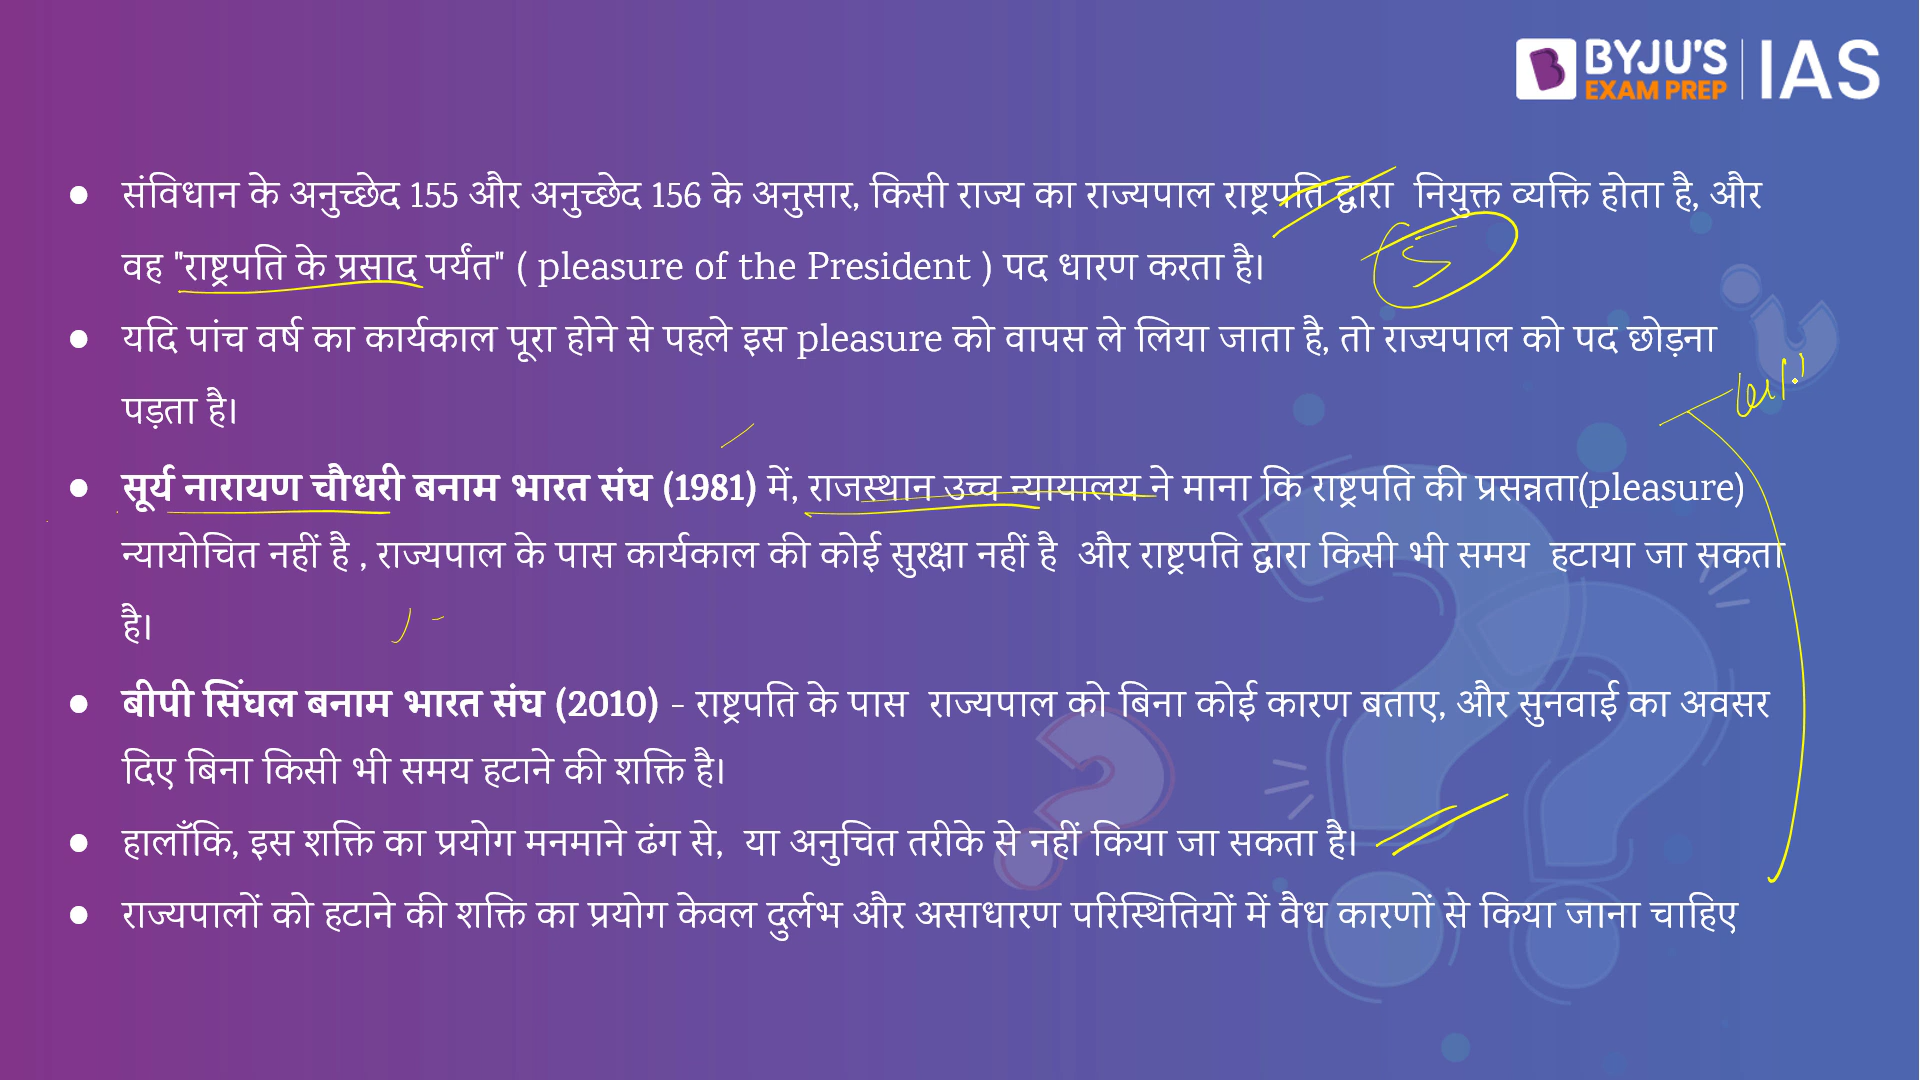 BYJU'S
EXAM PREP
IAS
● संविधान के अनुच्छेद 155 और अनुच्छेद 156 के अनुसार, किसी राज्य का राज्यपाल राष्ट्रपति द्वारा नियुक्त व्यक्ति होता है, और
वह "राष्ट्रपति के प्रसाद पर्यंत" ( pleasure of the President ) पद धारण करता है।
5
● यदि पांच वर्ष का कार्यकाल पूरा होने से पहले इस pleasure को वापस ले लिया जाता है, तो राज्यपाल को पद छोड़ना
पड़ता है।
● सूर्य नारायण चौधरी बनाम भारत संघ (1981) में, राजस्थान उच्च न्यायालय ने माना कि राष्ट्रपति की प्रसन्नता(pleasure)
न्यायोचित नहीं है , राज्यपाल के पास कार्यकाल की कोई सुरक्षा नहीं है और राष्ट्रपति द्वारा किसी भी समय हटाया जा सकता
है।
● बीपी सिंघल बनाम भारत संघ (2010) - राष्ट्रपति के पास राज्यपाल को बिना कोई कारण बताए, और सुनवाई का अवसर
दिए बिना किसी भी समय हटाने की शक्ति है।
● हालाँकि, इस शक्ति का प्रयोग मनमाने ढंग से, या अनुचित तरीके से नहीं किया जा सकता है।
● राज्यपालों को हटाने की शक्ति का प्रयोग केवल दुर्लभ और असाधारण परिस्थितियों में वैध कारणों से किया जाना चाहिए